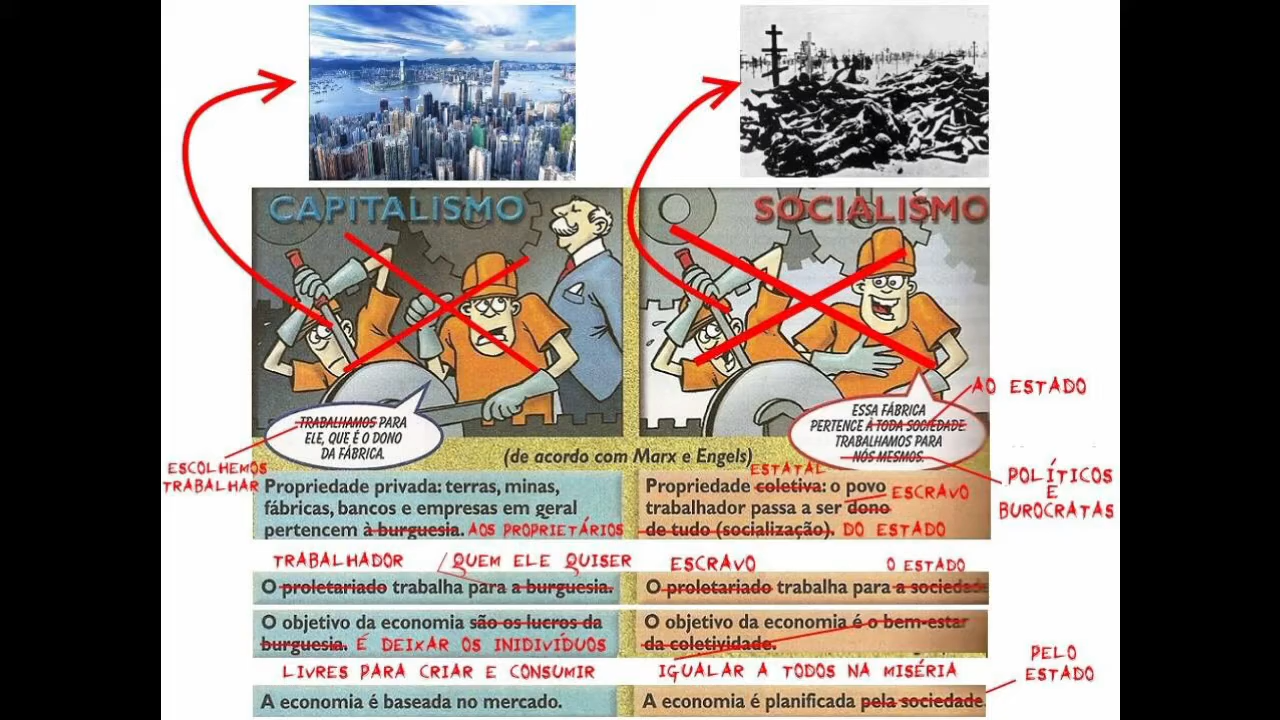 CAPITALISMO
SOCIALISMO
AO ESTADO
TRABALHAMOS PARA
ELE, QUE É O DONO
DA FÁBRICA.
ESSA FÁBRICA
PERTENCE À TODA SOCIEDADE.
TRABALHAMOS PARA
NÓS MESMOS.
ESCOLHEMOS
TRABALHAR
(de acordo com Marx e Engels)
POLÍTICOS
E
BUROCRATAS
Propriedade privada: terras, minas,
fábricas, bancos e empresas em geral
pertencem à burguesia. AOS PROPRIETÁRIOS
ESTATAL
Propriedade coletiva: o povo
ESCRAVO
trabalhador passa a ser dono
de tudo (socialização). DO ESTADO
TRABALHADOR QUEM ELE QUISER
O proletariado trabalha para a burguesia.
ESCRAVO O ESTADO
O proletariado trabalha para a sociedade
O objetivo da economia são os lucros da
burguesia. É DEIXAR OS INIDIVÍDUOS
LIVRES PARA CRIAR E CONSUMIR
O objetivo da economia é o bem-estar
da coletividade.
IGUALAR A TODOS NA MISÉRIA
PELO
ESTADO
A economia é baseada no mercado.
A economia é planificada pela sociedade.